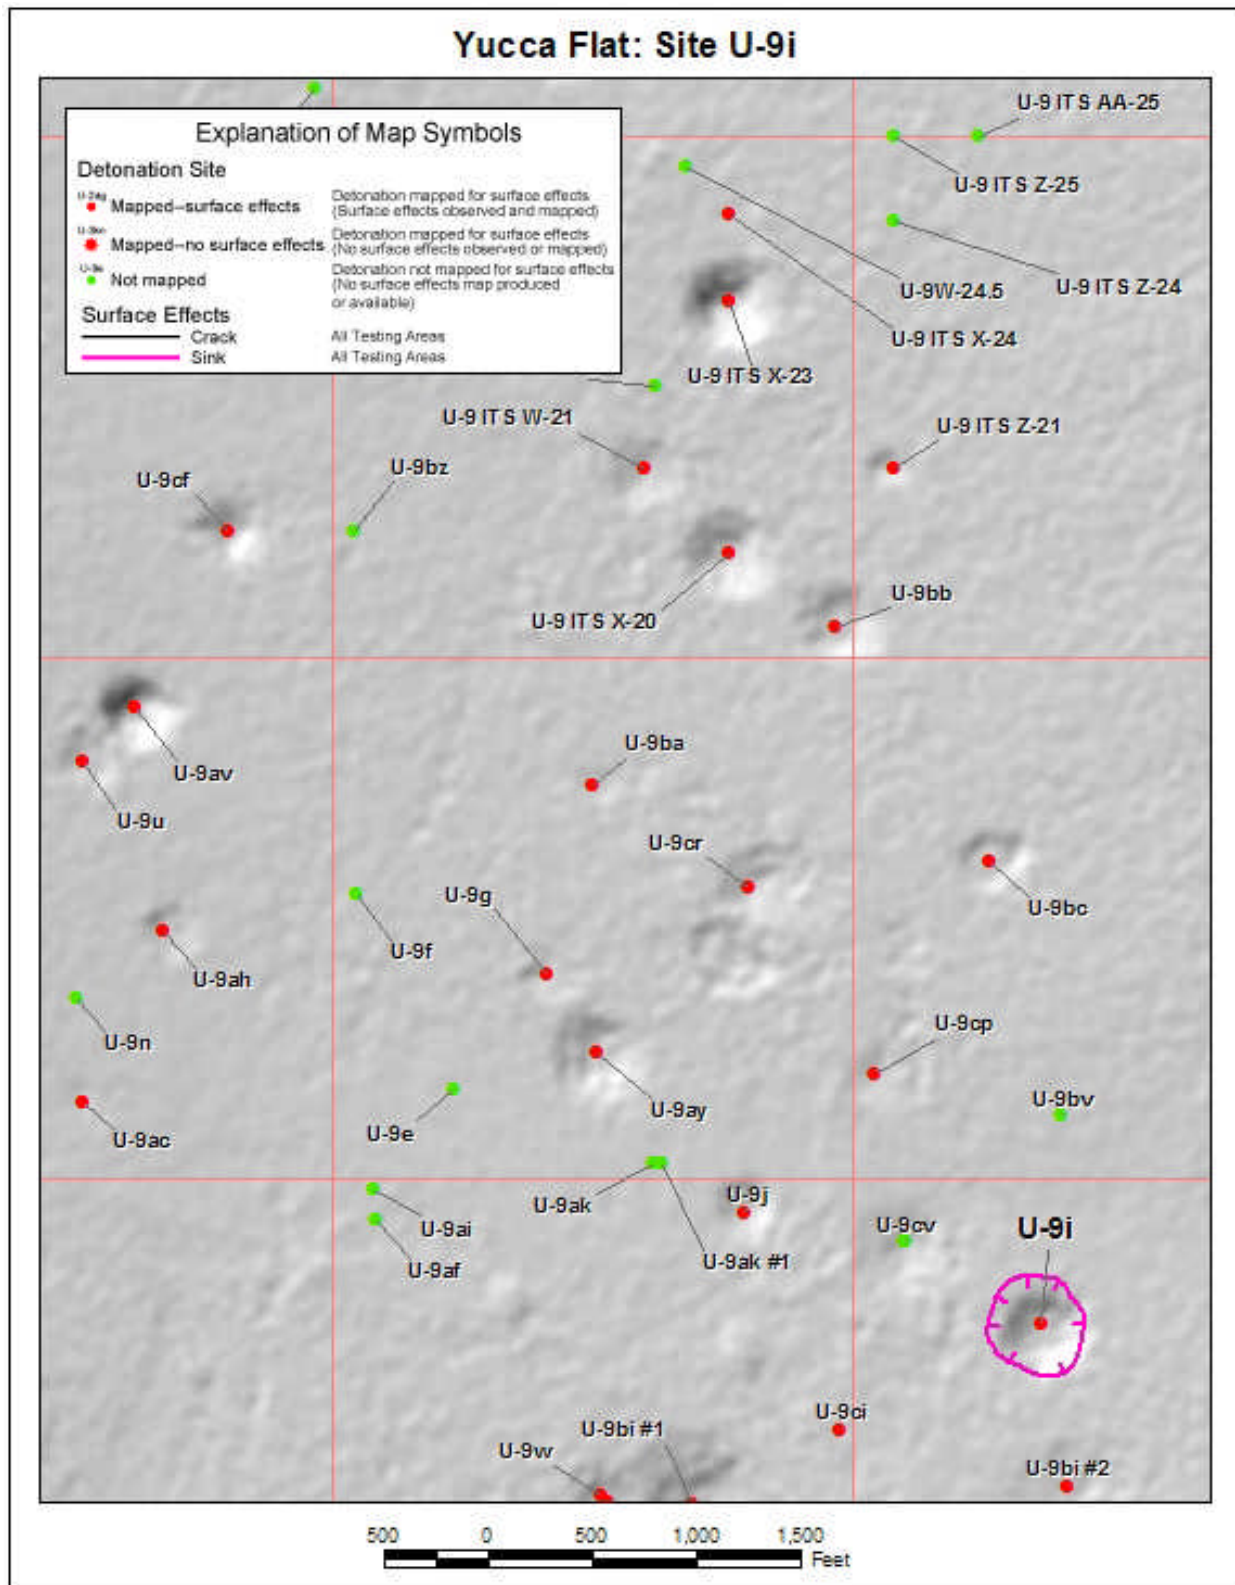 Yucca Flat: Site U-9i
U-9 ITS AA-25
Explanation of Map Symbols
Detonation Site
U-2ag
Mapped--surface effects
Detonation mapped for surface effects
(Surface effects observed and mapped)
Mapped--no surface effects
Detonation mapped for surface effects
(No surface effects observed or mapped)
Not mapped
Detonation not mapped for surface effects
(No surface effects map produced
or available)
Surface Effects
Crack
All Testing Areas
Sink
All Testing Areas
U-9 ITS Z-25
U-9W-24.5
U-9 ITS Z-24
U-9 ITS X-24
U-9 ITS X-23
U-9 ITS W-21
U-9 ITS Z-21
U-9cf
U-9bz
U-9 ITS X-20
U-9bb
U-9av
U-9ba
U-9u
U-9cr
U-9g
U-9bc
U-9f
U-9ah
U-9n
U-9cp
U-9ay
U-9bv
U-9e
U-9ac
U-9ak
U-9j
U-9ai
U-9cv
U-9i
U-9af
U-9ak #1
U-9ci
U-9bi #1
U-9w
U-9bi #2
500 0 500 1,000 1,500
Feet